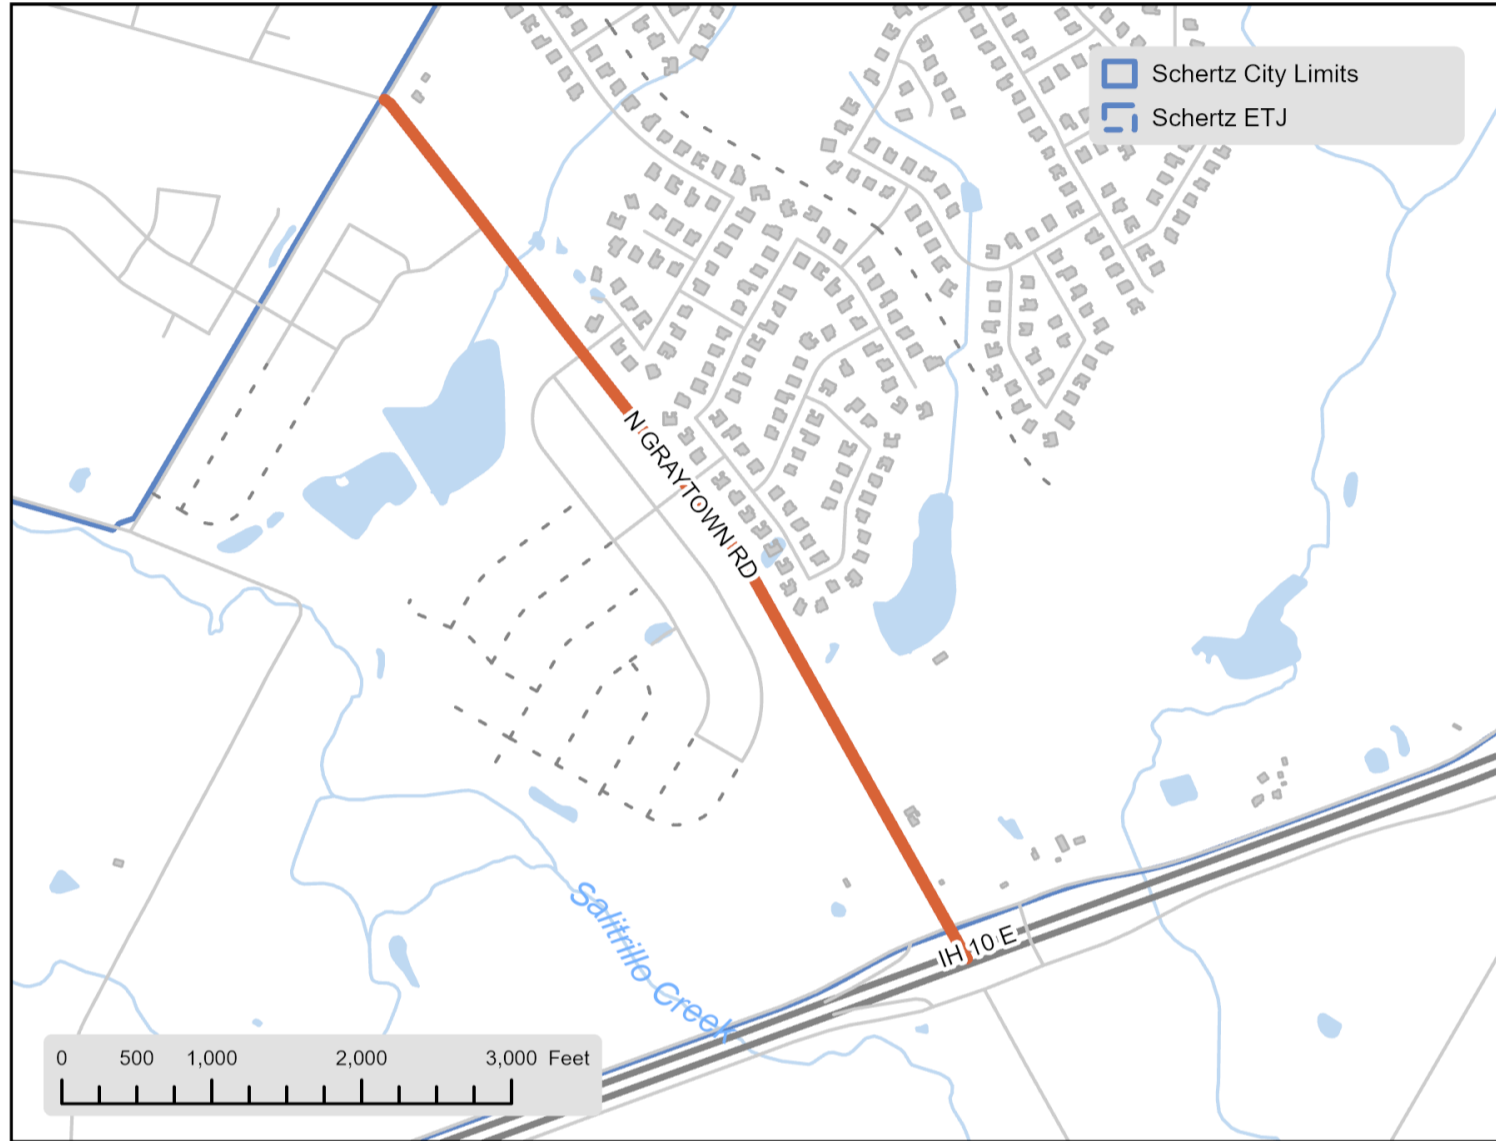 Schertz City Limits
Schertz ETJ
N GRAYTOWN RD
IH 10 E
Salitrillo Creek
0 500 1,000 2,000 3,000 Feet